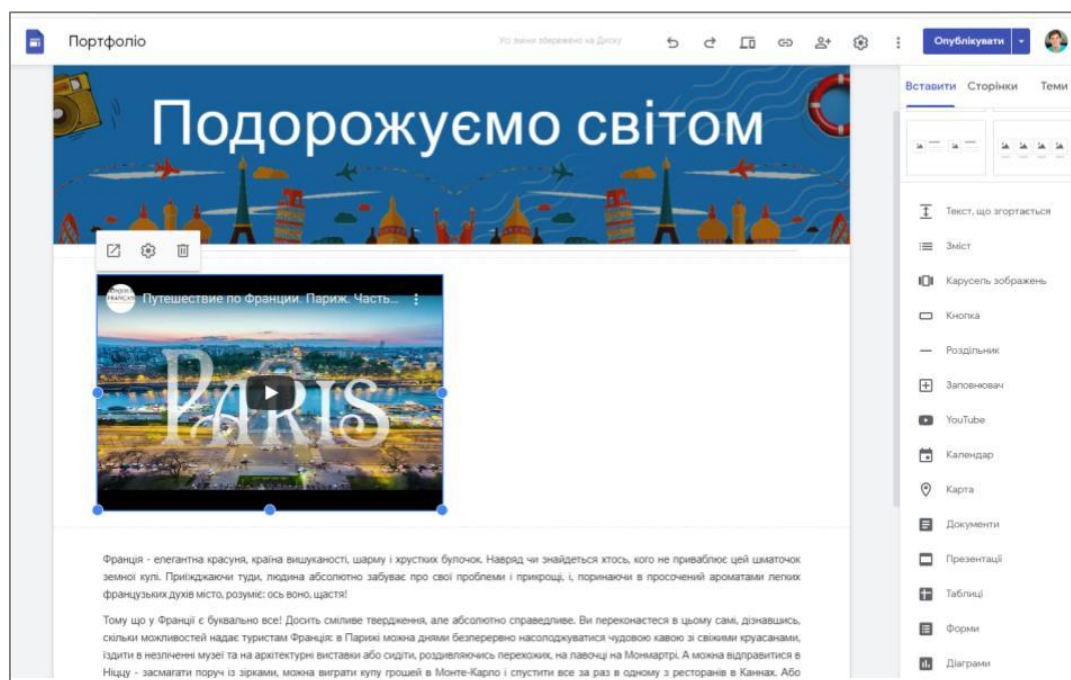 Портфоліо
Усі зміни збережено на Диску
Опублікувати
Вставити Сторінки Теми
Подорожуємо світом
Текст, що згортається
Зміст
Карусель зображень
Кнопка
Роздільник
Заповнювач
YouTube
Календар
Карта
Документи
Презентації
Таблиці
Форми
Діаграми
Путешествие по Франции. Париж. Часть...
PARIS
Франція - елегантна красуня, країна вишуканості, шарму і хрустких булочок. Навряд чи знайдеться хтось, кого не приваблює цей шматочок
земної кулі. Приїжджаючи туди, людина абсолютно забуває про свої проблеми і прикрощі, і, поринаючи в просочений ароматами легких
французьких духів місто, розуміє: ось воно, щастя!
Тому що у Франції є буквально все! Досить сміливе твердження, але абсолютно справедливе. Ви переконаєтеся в цьому самі, дізнавшись,
скільки можливостей надає туристам Франція: в Парижі можна днями безперервно насолоджуватися чудовою кавою зі свіжими круасанами,
їздити в незліченні музеї та на архітектурні виставки або сидіти, роздивляючись перехожих, на лавочці на Монмартрі. А можна відправитися в
Ніццу - засмагати поруч із зірками, можна виграти купу грошей в Монте-Карло і спустити все за раз в одному з ресторанів в Каннах. Або